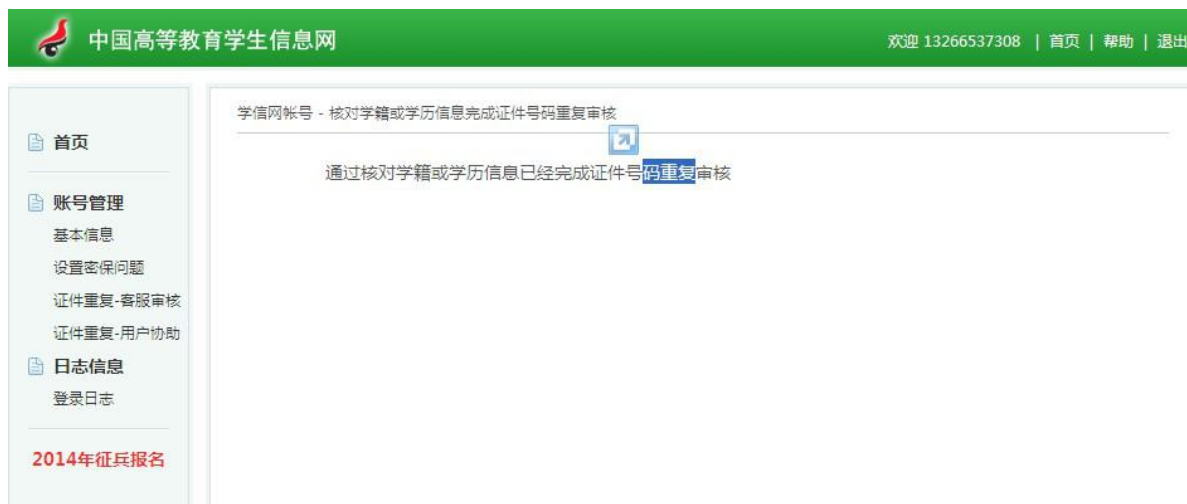 中国高等教育学生信息网
欢迎 13266537308 | 首页 | 帮助 | 退出
首页
账号管理
基本信息
设置密保问题
证件重复-客服审核
证件重复-用户协助
日志信息
登录日志
2014年征兵报名
学信网帐号 - 核对学籍或学历信息完成证件号码重复审核
通过核对学籍或学历信息已经完成证件号码重复审核